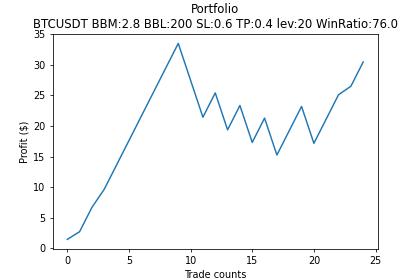 Portfolio
BTCUSDT BBM:2.8 BBL:200 SL:0.6 TP:0.4 lev:20 WinRatio:76.0
35
30
25
20
15
10
5
0
Profit ($)
0 5 10 15 20 25
Trade counts